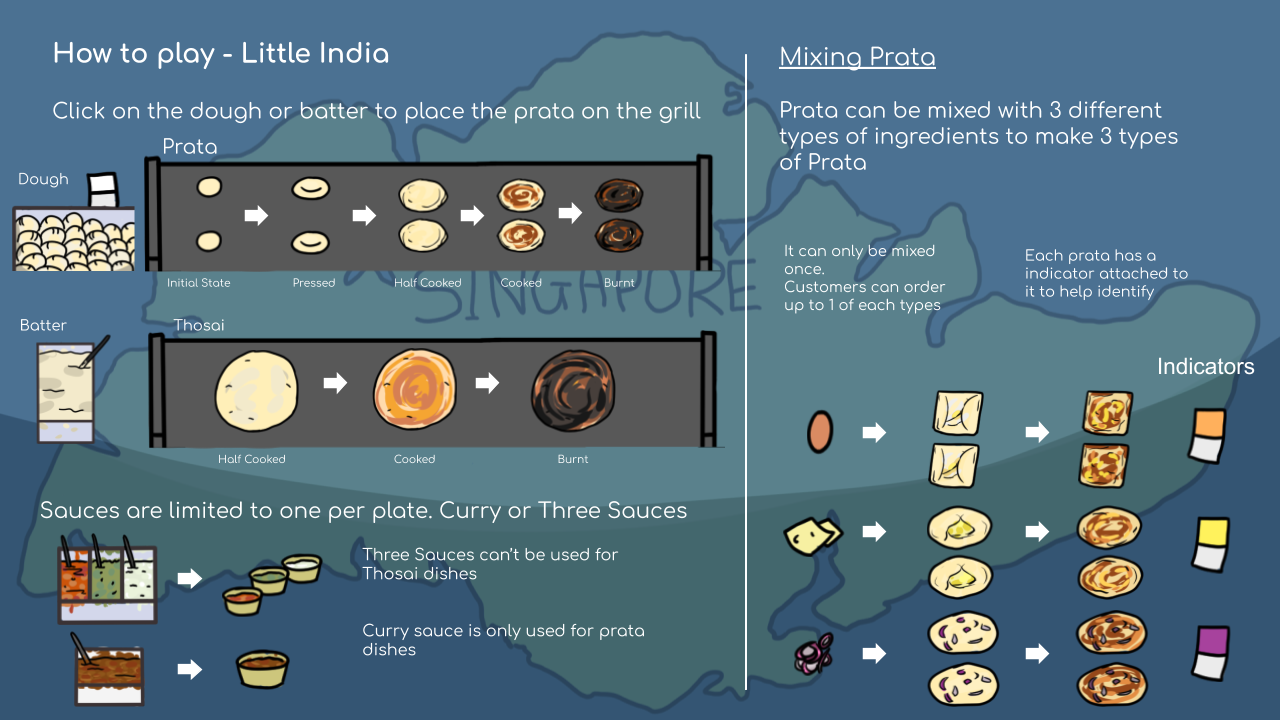 How to play - Little India
Click on the dough or batter to place the prata on the grill
Prata
Dough
Initial State
Pressed
Half Cooked
Cooked
Burnt
SINGAPORE
Batter
Thosai
Half Cooked
Cooked
Burnt
Sauces are limited to one per plate. Curry or Three Sauces
Three Sauces can't be used for
Thosai dishes
Curry sauce is only used for prata
dishes
Mixing Prata
Prata can be mixed with 3 different
types of ingredients to make 3 types
of Prata
It can only be mixed
once.
Customers can order
up to 1 of each types
Each prata has a
indicator attached to
it to help identify
Indicators